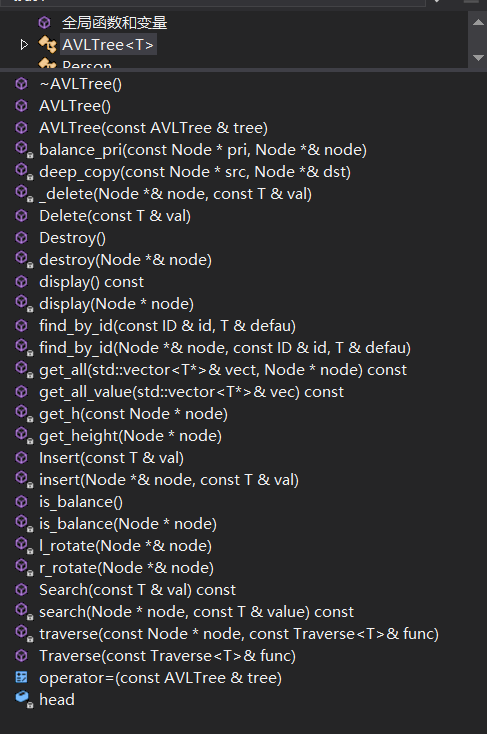 全局函数和变量
AVLTree<T>
Person
~AVLTree()
AVLTree()
AVLTree(const AVLTree & tree)
balance_pri(const Node * pri, Node *& node)
deep_copy(const Node * src, Node *& dst)
_delete(Node *& node, const T & val)
Delete(const T & val)
Destroy()
destroy(Node *& node)
display() const
display(Node * node)
find_by_id(const ID & id, T & defau)
find_by_id(Node *& node, const ID & id, T & defau)
get_all(std::vector<T*>& vect, Node * node) const
get_all_value(std::vector<T*>& vec) const
get_h(const Node * node)
get_height(Node * node)
Insert(const T & val)
insert(Node *& node, const T & val)
is_balance()
is_balance(Node * node)
l_rotate(Node *& node)
r_rotate(Node *& node)
Search(const T & val) const
search(Node * node, const T & value) const
traverse(const Node * node, const Traverse<T>& func)
Traverse(const Traverse<T>& func)
operator=(const AVLTree & tree)
head